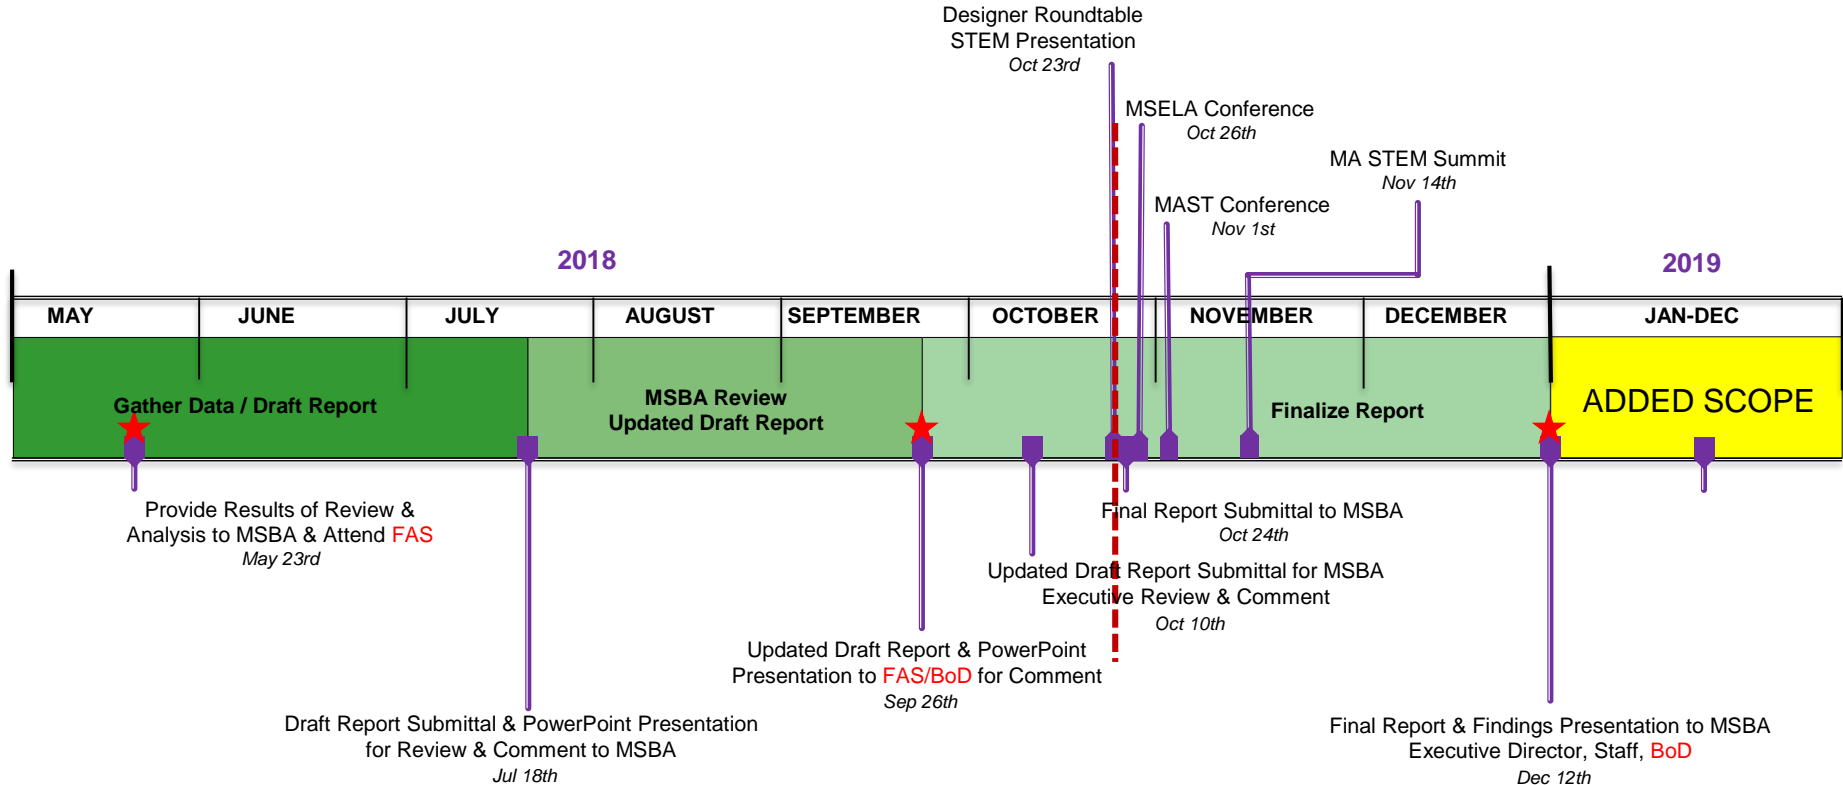 Designer Roundtable
STEM Presentation
Oct 23rd
MSELA Conference
Oct 26th
MA STEM Summit
Nov 14th
MAST Conference
Nov 1st
2018
2019
MAY
JUNE
JULY
AUGUST
SEPTEMBER
OCTOBER
NOVEMBER
DECEMBER
JAN-DEC
Gather Data / Draft Report
MSBA Review
Updated Draft Report
Finalize Report
ADDED SCOPE
Provide Results of Review &
Analysis to MSBA & Attend FAS
May 23rd
Final Report Submittal to MSBA
Oct 24th
Updated Draft Report Submittal for MSBA
Executive Review & Comment
Oct 10th
Updated Draft Report & PowerPoint
Presentation to FAS/BoD for Comment
Sep 26th
Draft Report Submittal & PowerPoint Presentation
for Review & Comment to MSBA
Jul 18th
Final Report & Findings Presentation to MSBA
Executive Director, Staff, BoD
Dec 12th